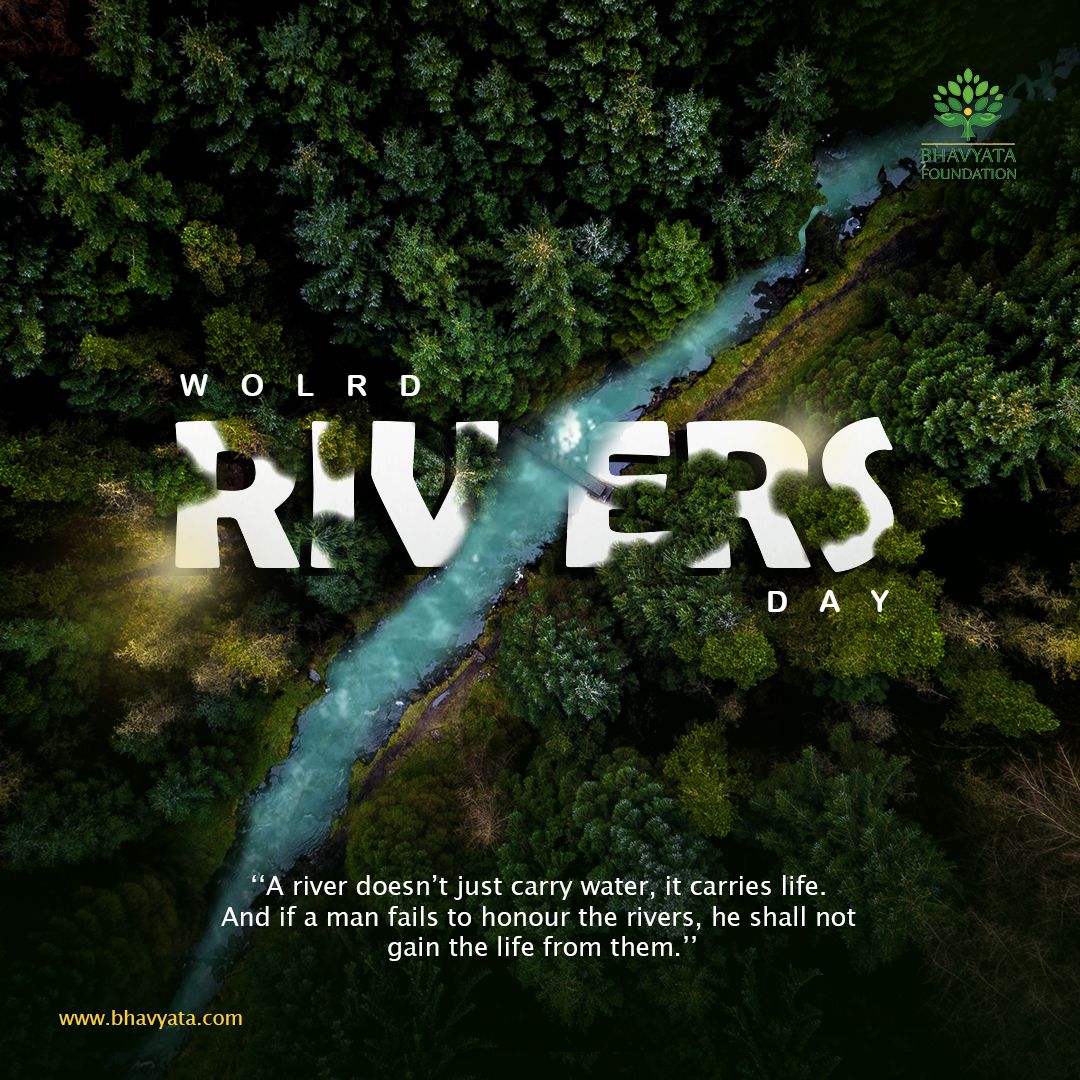 BHAVYATA
FOUNDATION
WOLRD
RIVERS
DAY
‘‘A river doesn’t just carry water, it carries life.
And if a man fails to honour the rivers, he shall not
gain the life from them.’’
www.bhavyata.com